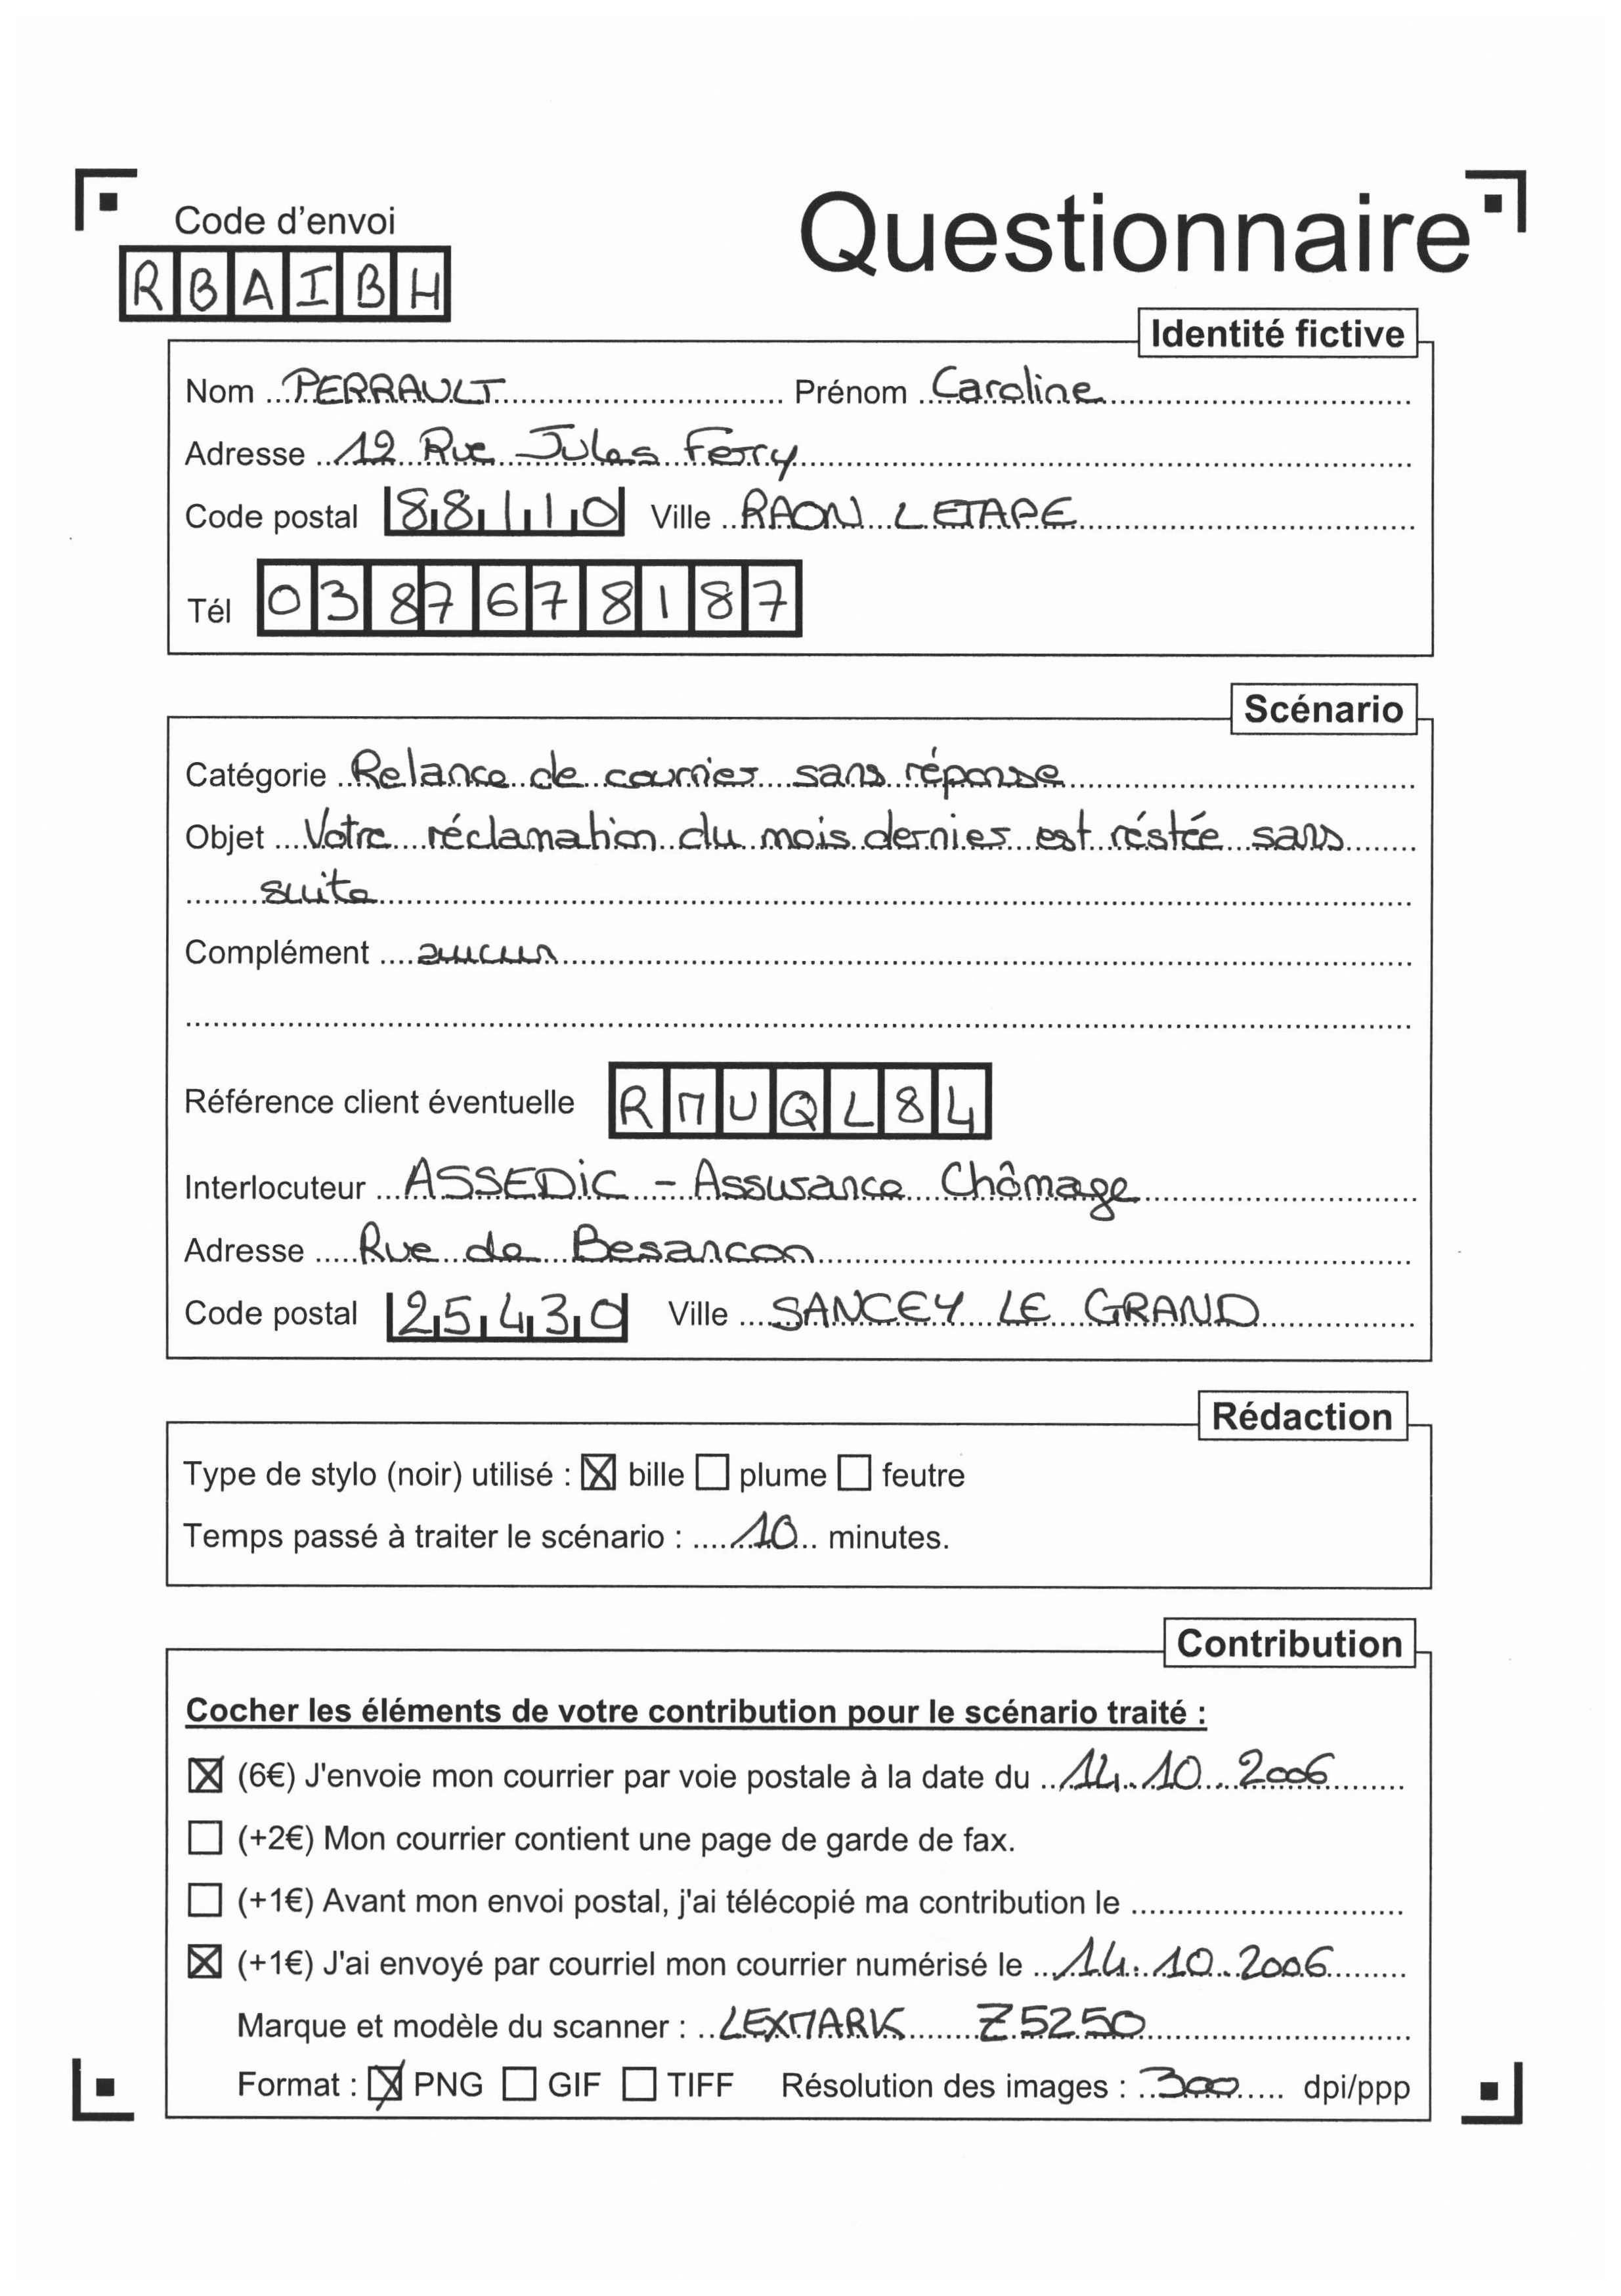 Code d'envoi
Questionnaire
RBAIBH
Identité fictive
Nom PERRAULT Prénom Caroline
Adresse 12 Rue Jules Ferry
Code postal 88110 Ville RAON L ETAPE
Tél 0387678187
Scénario
Catégorie Relance de courrier sans réponse
Objet Votre réclamation du mois dernier est réstée sans
suite
Complément aucun
Référence client éventuelle RMUQL84
Interlocuteur ASSEDiC - Assurance Chômage
Adresse Rue de Besancon
Code postal 25430 Ville SANCEY LE GRAND
Rédaction
Type de stylo (noir) utilisé : ☒ bille ☐ plume ☐ feutre
Temps passé à traiter le scénario : 10 minutes.
Contribution
Cocher les éléments de votre contribution pour le scénario traité :
☒ (6€) J'envoie mon courrier par voie postale à la date du 14.10.2006
☐ (+2€) Mon courrier contient une page de garde de fax.
☐ (+1€) Avant mon envoi postal, j'ai télécopié ma contribution le
☒ (+1€) J'ai envoyé par courriel mon courrier numérisé le 14.10.2006
Marque et modèle du scanner : LEXMARK Z5250
Format : ☒ PNG ☐ GIF ☐ TIFF Résolution des images : 300 dpi/ppp